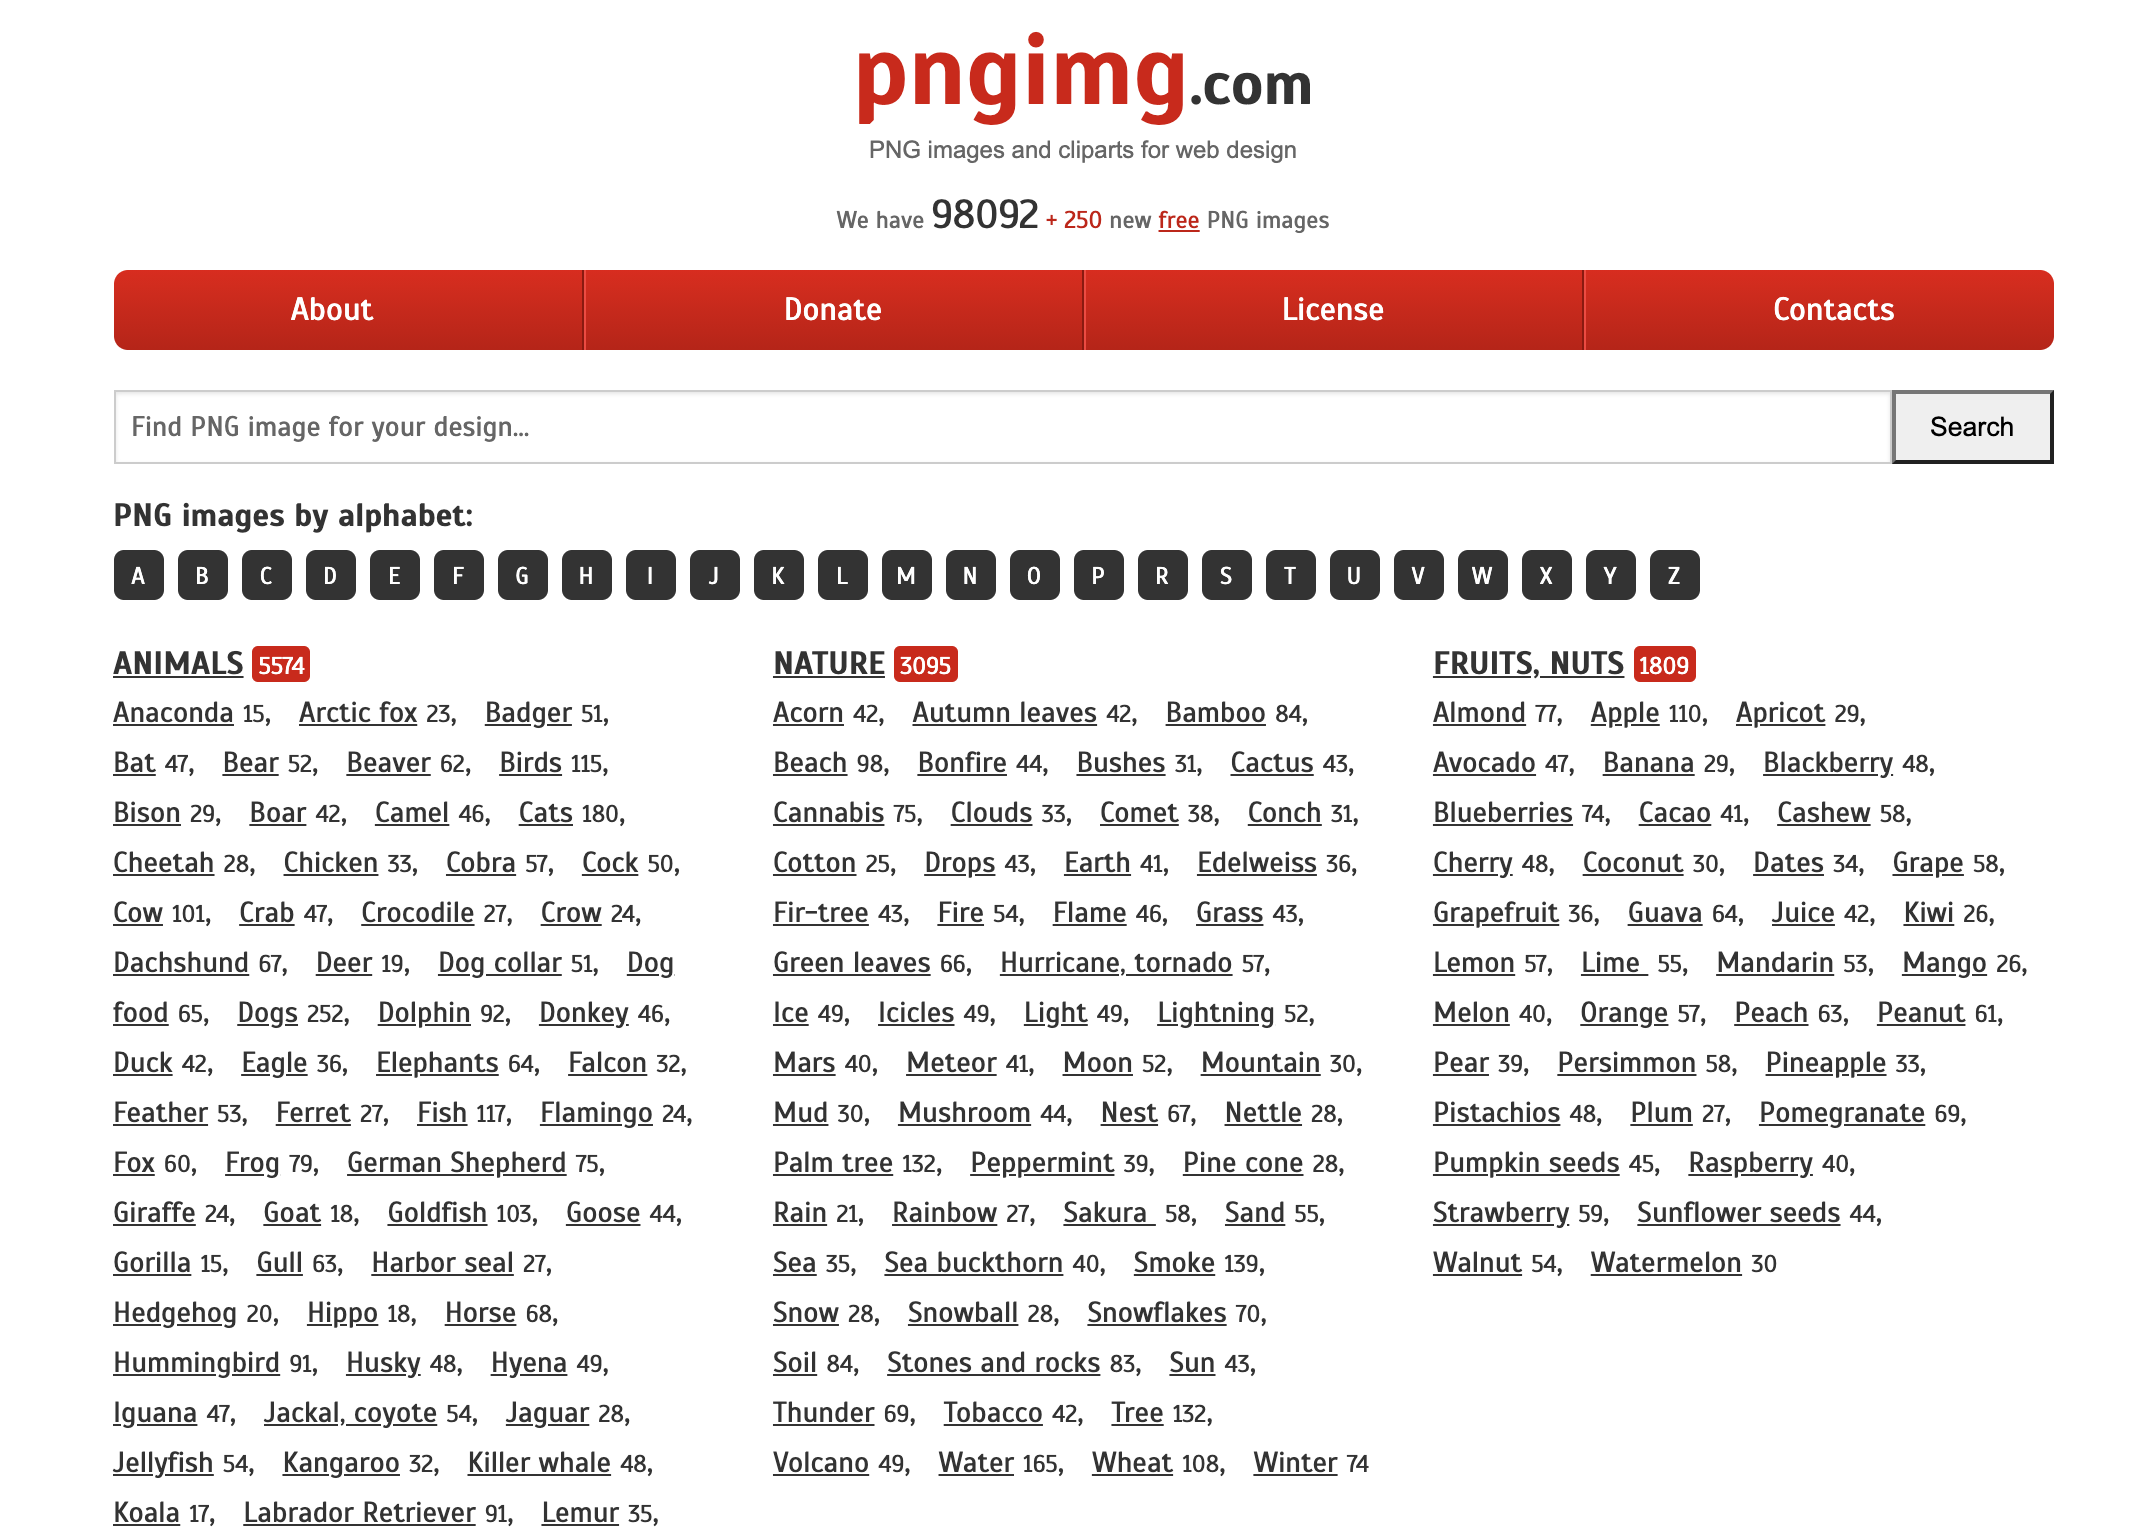 pngimg.com
PNG images and cliparts for web design
We have 98092 + 250 new free PNG images
About
Donate
License
Contacts
Find PNG image for your design...
Search
PNG images by alphabet:
A B C D E F G H I J K L M N O P R S T U V W X Y Z
ANIMALS 5574
Anaconda 15, Arctic fox 23, Badger 51,
Bat 47, Bear 52, Beaver 62, Birds 115,
Bison 29, Boar 42, Camel 46, Cats 180,
Cheetah 28, Chicken 33, Cobra 57, Cock 50,
Cow 101, Crab 47, Crocodile 27, Crow 24,
Dachshund 67, Deer 19, Dog collar 51, Dog
food 65, Dogs 252, Dolphin 92, Donkey 46,
Duck 42, Eagle 36, Elephants 64, Falcon 32,
Feather 53, Ferret 27, Fish 117, Flamingo 24,
Fox 60, Frog 79, German Shepherd 75,
Giraffe 24, Goat 18, Goldfish 103, Goose 44,
Gorilla 15, Gull 63, Harbor seal 27,
Hedgehog 20, Hippo 18, Horse 68,
Hummingbird 91, Husky 48, Hyena 49,
Iguana 47, Jackal, coyote 54, Jaguar 28,
Jellyfish 54, Kangaroo 32, Killer whale 48,
Koala 17, Labrador Retriever 91, Lemur 35,
NATURE 3095
Acorn 42, Autumn leaves 42, Bamboo 84,
Beach 98, Bonfire 44, Bushes 31, Cactus 43,
Cannabis 75, Clouds 33, Comet 38, Conch 31,
Cotton 25, Drops 43, Earth 41, Edelweiss 36,
Fir-tree 43, Fire 54, Flame 46, Grass 43,
Green leaves 66, Hurricane, tornado 57,
Ice 49, Icicles 49, Light 49, Lightning 52,
Mars 40, Meteor 41, Moon 52, Mountain 30,
Mud 30, Mushroom 44, Nest 67, Nettle 28,
Palm tree 132, Peppermint 39, Pine cone 28,
Rain 21, Rainbow 27, Sakura 58, Sand 55,
Sea 35, Sea buckthorn 40, Smoke 139,
Snow 28, Snowball 28, Snowflakes 70,
Soil 84, Stones and rocks 83, Sun 43,
Thunder 69, Tobacco 42, Tree 132,
Volcano 49, Water 165, Wheat 108, Winter 74
FRUITS, NUTS 1809
Almond 77, Apple 110, Apricot 29,
Avocado 47, Banana 29, Blackberry 48,
Blueberries 74, Cacao 41, Cashew 58,
Cherry 48, Coconut 30, Dates 34, Grape 58,
Grapefruit 36, Guava 64, Juice 42, Kiwi 26,
Lemon 57, Lime 55, Mandarin 53, Mango 26,
Melon 40, Orange 57, Peach 63, Peanut 61,
Pear 39, Persimmon 58, Pineapple 33,
Pistachios 48, Plum 27, Pomegranate 69,
Pumpkin seeds 45, Raspberry 40,
Strawberry 59, Sunflower seeds 44,
Walnut 54, Watermelon 30